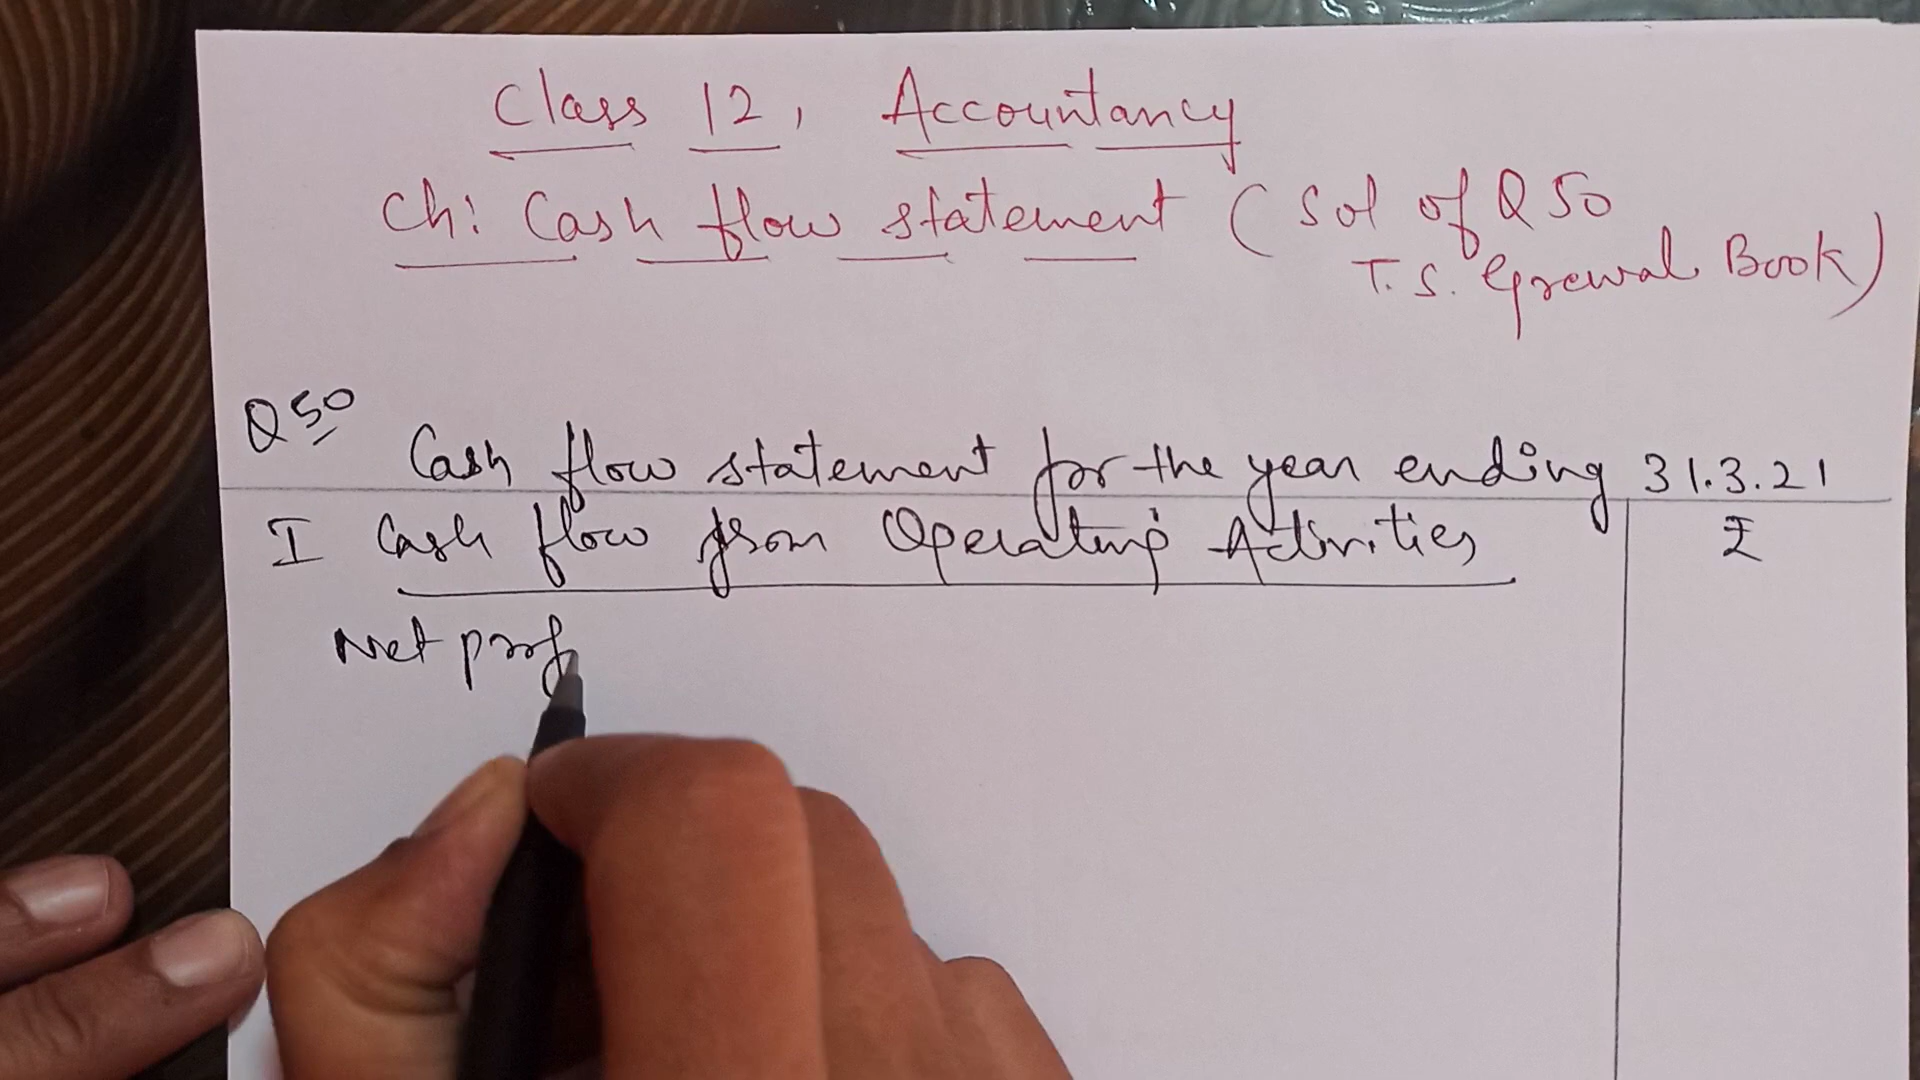 Class 12, Accountancy
Ch: Cash flow statement ( Sol of Q 50
T. S. Grewal Book)
Q 50
Cash flow statement for the year ending 31.3.21
I Cash flow from Operating Activities ₹
Net prof